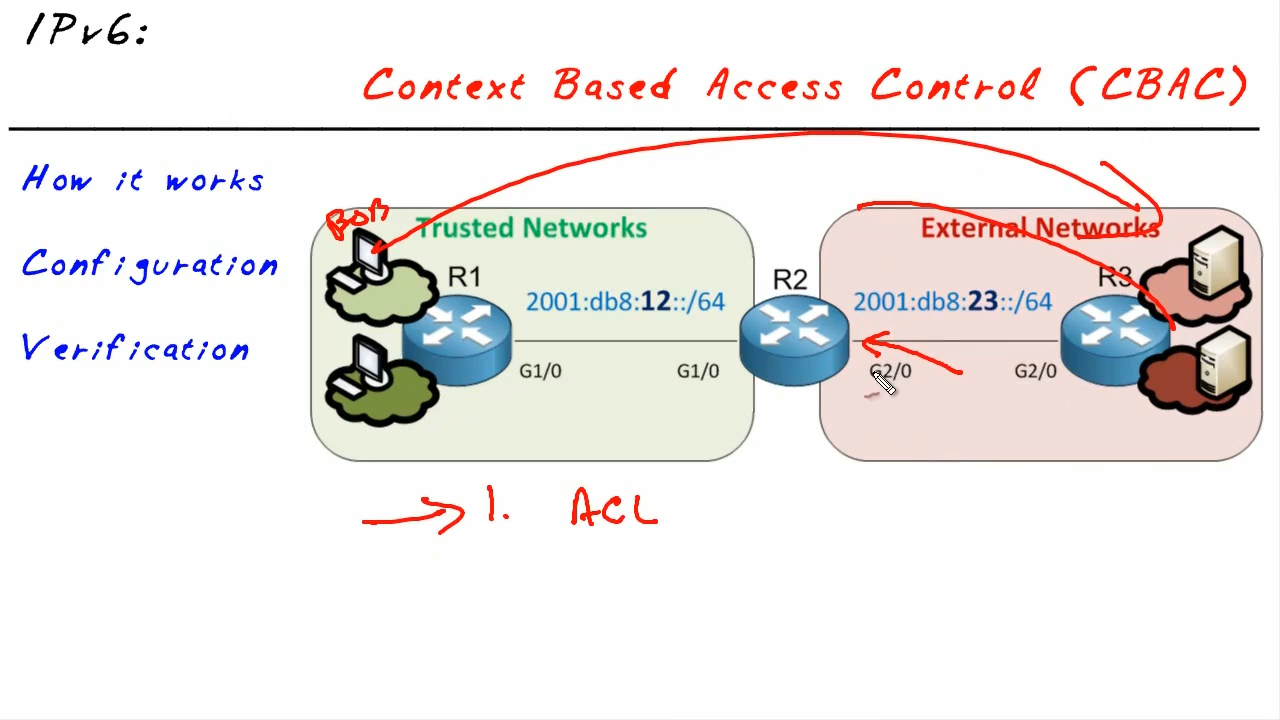 IPv6:
Context Based Access Control (CBAC)
How it works
Configuration
Verification
BOB
Trusted Networks
External Networks
R1
R2
R3
2001:db8:12::/64
2001:db8:23::/64
G1/0
G1/0
G2/0
G2/0
1. ACL